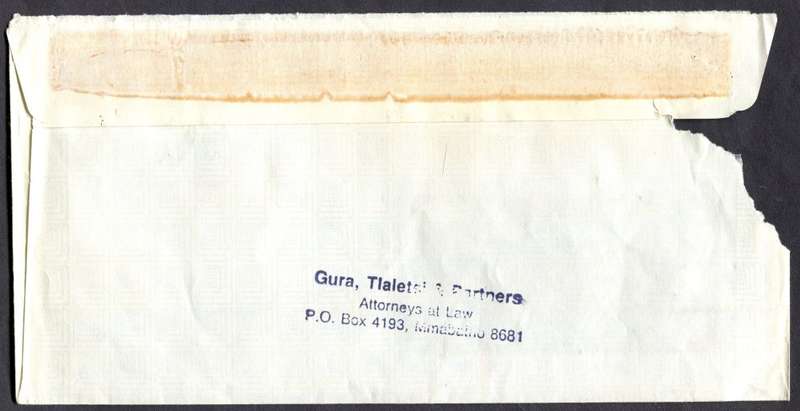 Gura, Tlaletsi & Partners
Attorneys at Law
P.O. Box 4193, Mmabatho 8681